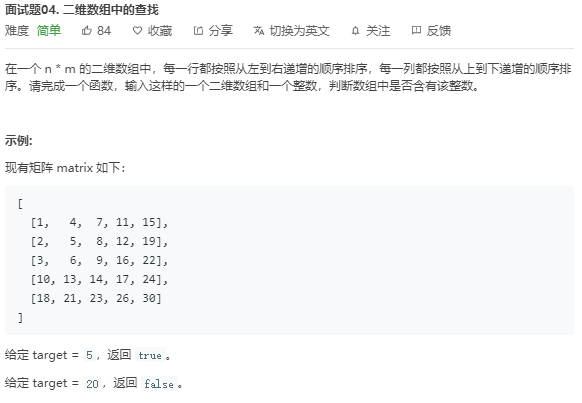 面试题04. 二维数组中的查找
难度 简单 84 收藏 分享 切换为英文 关注 反馈
在一个 n * m 的二维数组中，每一行都按照从左到右递增的顺序排序，每一列都按照从上到下递增的顺序排
序。请完成一个函数，输入这样的一个二维数组和一个整数，判断数组中是否含有该整数。
示例:
现有矩阵 matrix 如下：
[
[1, 4, 7, 11, 15],
[2, 5, 8, 12, 19],
[3, 6, 9, 16, 22],
[10, 13, 14, 17, 24],
[18, 21, 23, 26, 30]
]
给定 target = 5，返回 true。
给定 target = 20，返回 false。